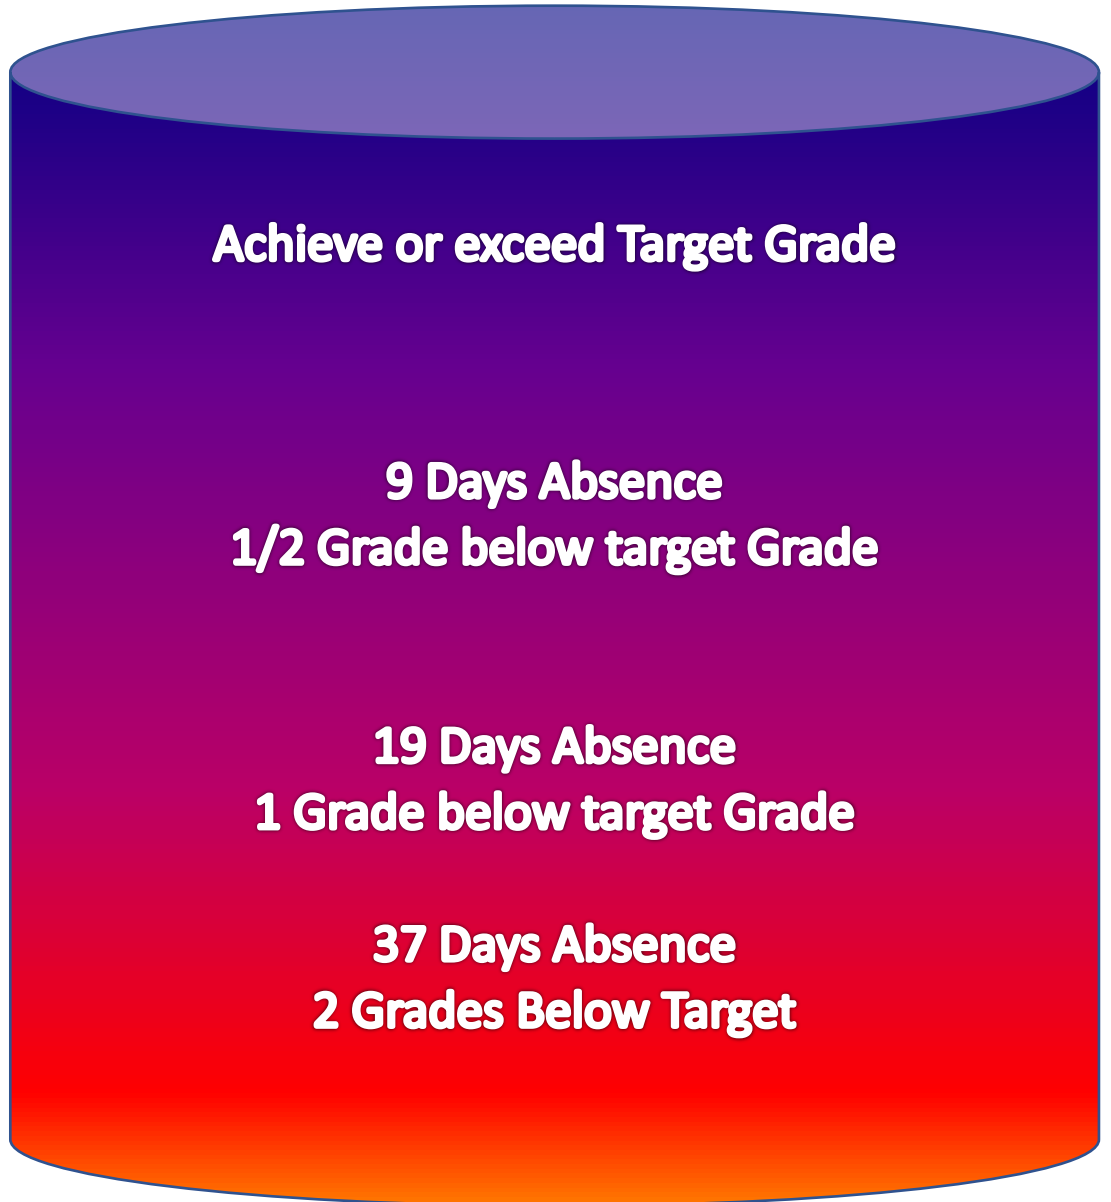 Achieve or exceed Target Grade
9 Days Absence
1/2 Grade below target Grade
19 Days Absence
1 Grade below target Grade
37 Days Absence
2 Grades Below Target